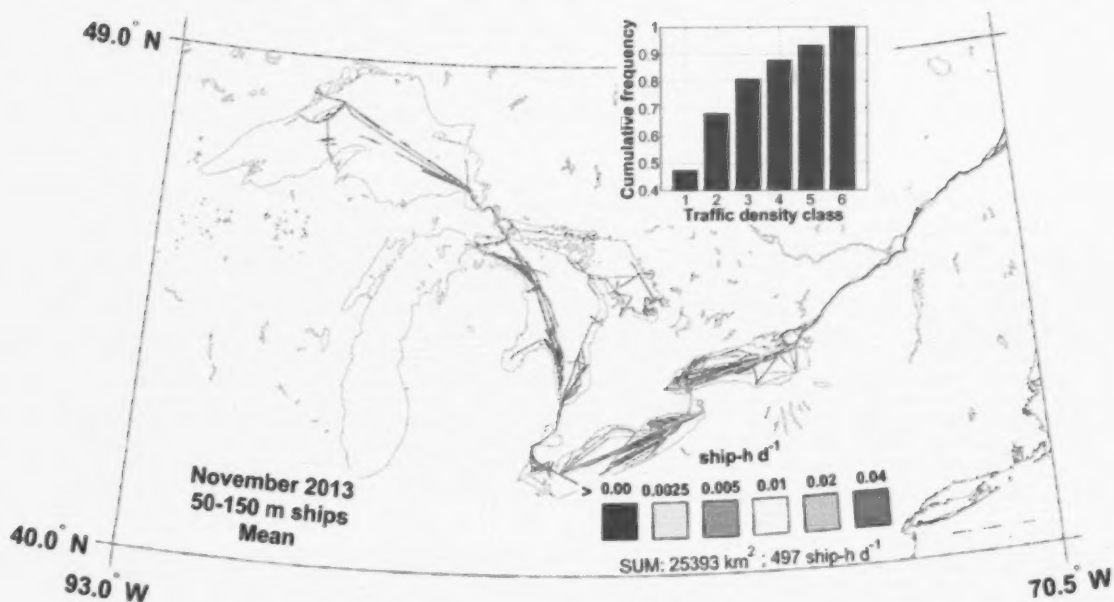 49.0° N
Cumulative frequency
1
0.9
0.8
0.7
0.6
0.5
0.4
1 2 3 4 5 6
Traffic density class
November 2013
50-150 m ships
Mean
ship-h d⁻¹
> 0.00 0.0025 0.005 0.01 0.02 0.04
SUM: 25393 km² ; 497 ship-h d⁻¹
40.0° N
93.0° W
70.5° W